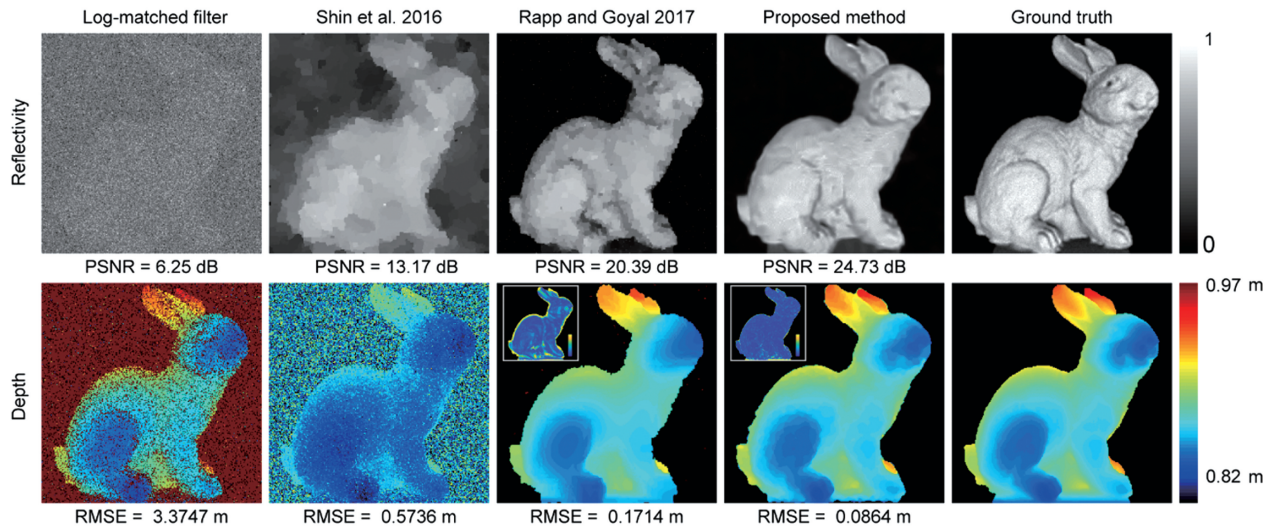 Log-matched filter
Shin et al. 2016
Rapp and Goyal 2017
Proposed method
Ground truth
Reflectivity
1
0
PSNR = 6.25 dB
PSNR = 13.17 dB
PSNR = 20.39 dB
PSNR = 24.73 dB
Depth
0.97 m
0.82 m
RMSE = 3.3747 m
RMSE = 0.5736 m
RMSE = 0.1714 m
RMSE = 0.0864 m